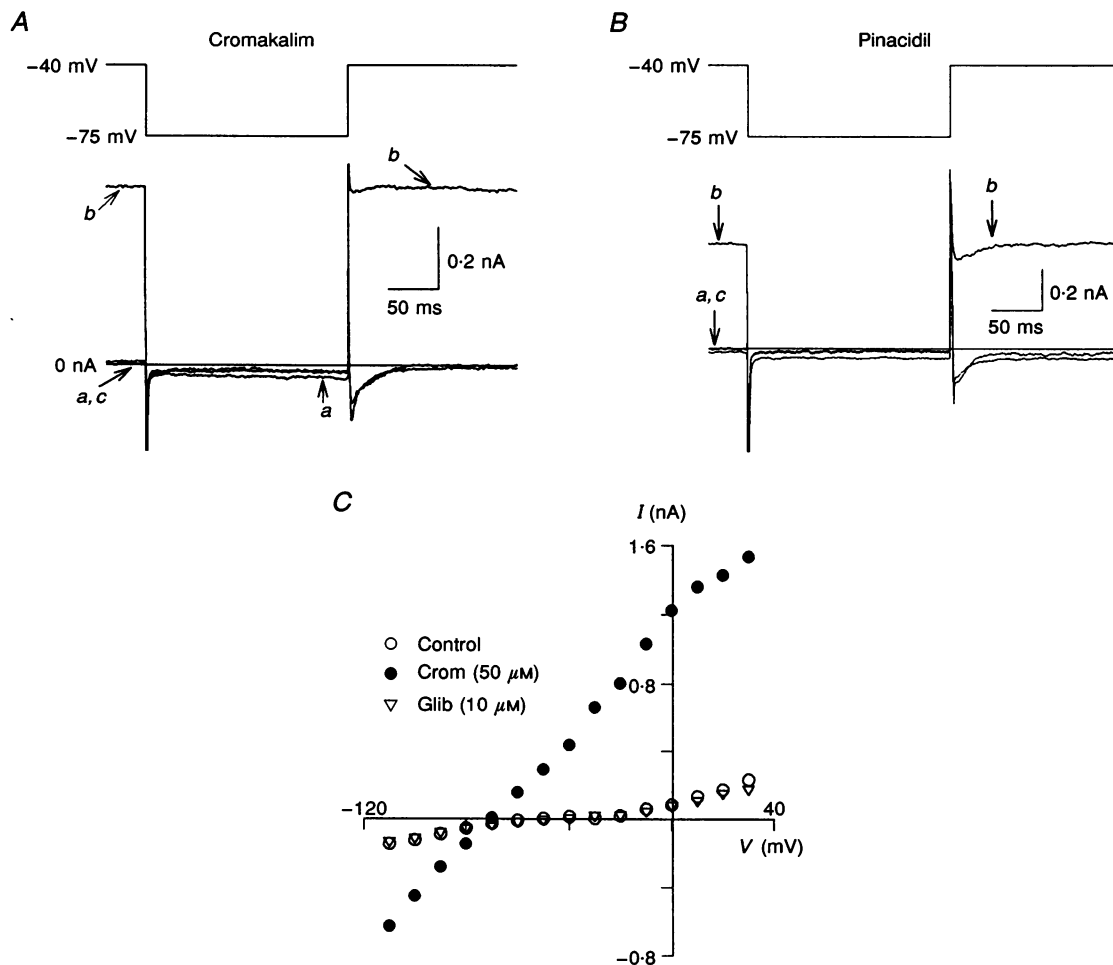 A
Cromakalim
−40 mV
−75 mV
b
b
0·2 nA
50 ms
0 nA
a, c
a
B
Pinacidil
−40 mV
−75 mV
b
b
a, c
0·2 nA
50 ms
C
I (nA)
1·6
Control
Crom (50 μM)
0·8
Glib (10 μM)
−120
40
V (mV)
−0·8